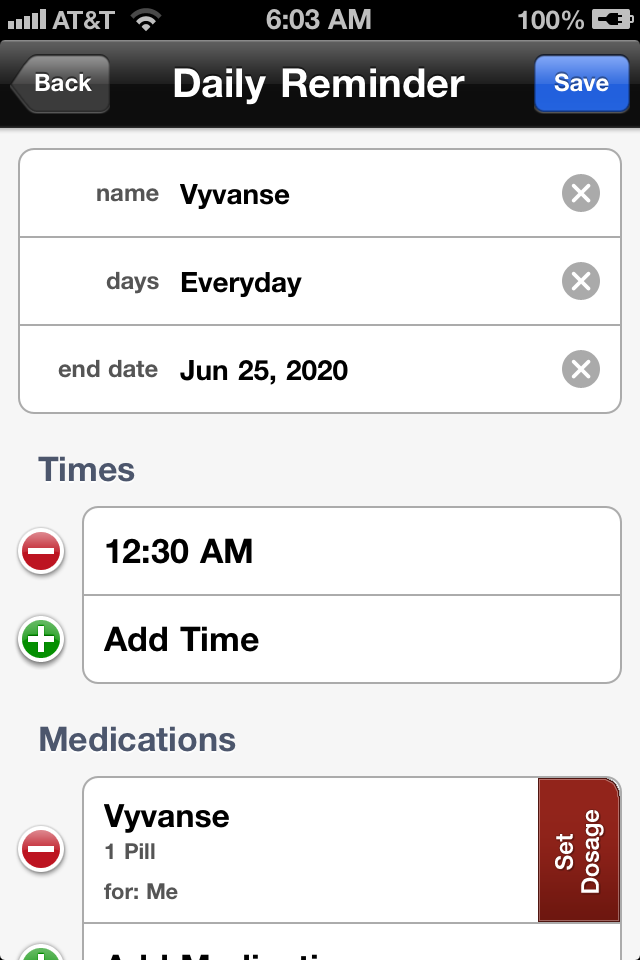 AT&T 6:03 AM 100%
Back Daily Reminder Save
name Vyvanse
days Everyday
end date Jun 25, 2020
Times
12:30 AM
Add Time
Medications
Vyvanse
1 Pill
for: Me
Set
Dosage
Add